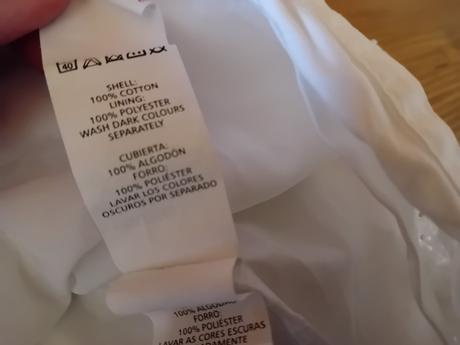 40
SHELL:
100% COTTON
LINING:
100% POLYESTER
WASH DARK COLOURS
SEPARATELY
CUBIERTA:
100% ALGODÓN
FORRO:
100% POLIÉSTER
LAVAR LOS COLORES
OSCUROS POR SEPARADO
100% ALGODÃO
FORRO:
100% POLIÉSTER
LAVAR AS CORES ESCURAS